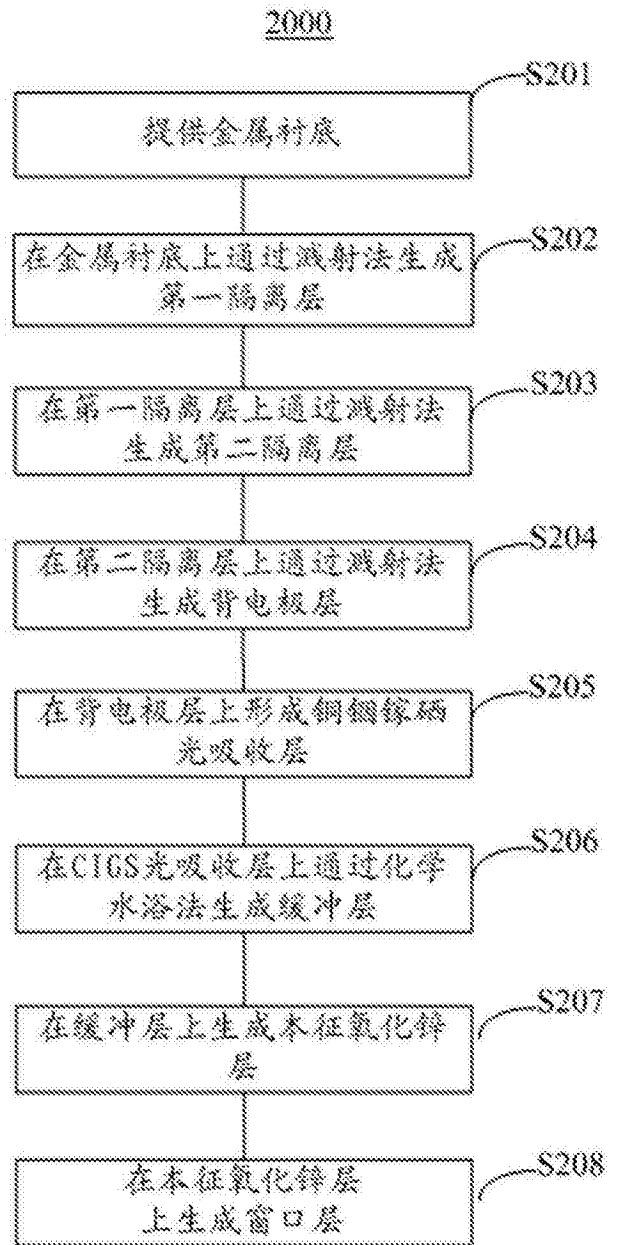 2000
S201
提供金属衬底
S202
在金属衬底上通过溅射法生成
第一隔离层
S203
在第一隔离层上通过溅射法
生成第二隔离层
S204
在第二隔离层上通过溅射法
生成背电极层
S205
在背电极层上形成铜铟镓硒
光吸收层
S206
在CIGS光吸收层上通过化学
水浴法生成缓冲层
S207
在缓冲层上生成本征氧化锌
层
S208
在本征氧化锌层
上生成窗口层